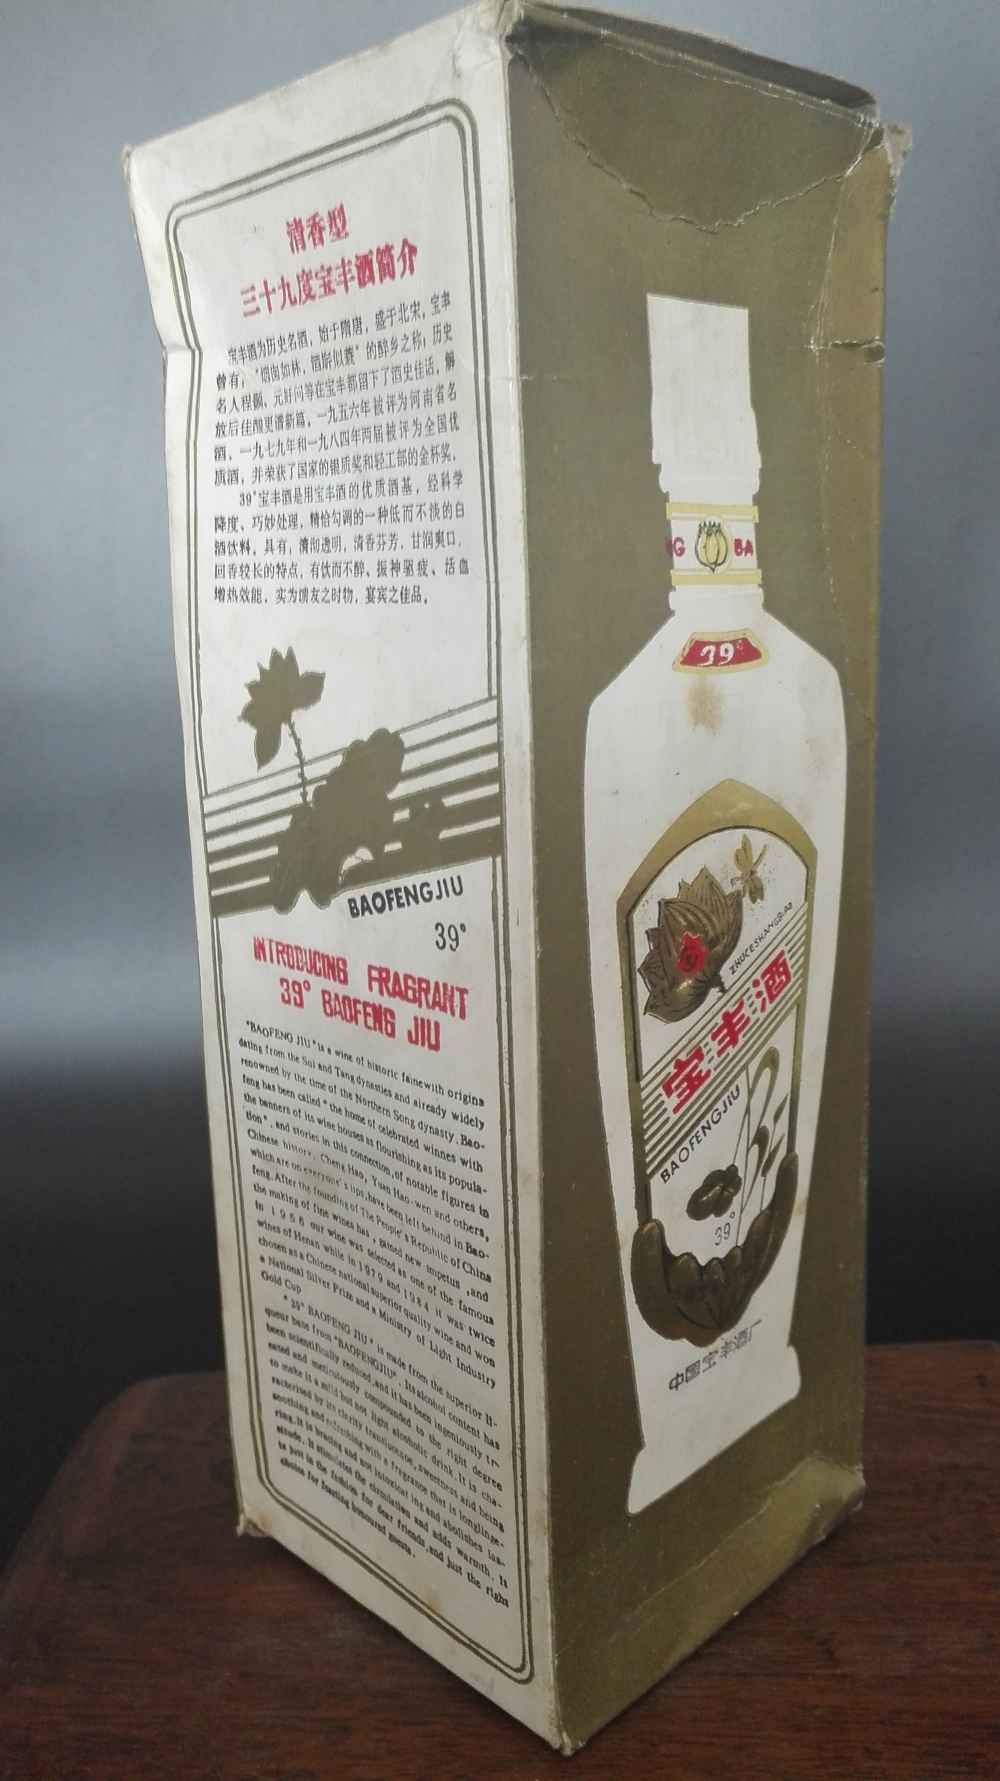 清香型
三十九度宝丰酒简介
宝丰酒为历史名酒，始于隋唐，盛于北宋，宝丰
曾有，"酒旗如林，酒馆似蔟"的醉乡之称，历史
名人程颢、元好问等在宝丰都留下了酒史佳话，解
放后佳酿更谱新篇，一九五六年被评为河南省名
酒，一九七九年和一九八四年两届被评为全国优
质酒，并荣获了国家的银质奖和轻工部的金杯奖。
39°宝丰酒是用宝丰酒的优质酒基，经科学
降度、巧妙处理，精恰勾调的一种低而不浅的白
酒饮料，具有，清彻透明，清香芬芳，甘润爽口，
回香较长的特点，有饮而不醉、振神驱疲、活血
增热效能，实为朋友之时物，宴宾之佳品。
BAOFENGJIU
39°
INTRODUCING FRAGRANT
39° BAOFENG JIU
"BAOFENG JIU" is a wine of historic famewith origins
dating from the Sui and Tang dynasties and already widely
renowned by the time of the Northern Song dynasty. Bao-
feng has been called "the home of celebrated winnes with
the banners of its wine houses as flourishing as its popula-
tion", and stories in this connection, of notable figures in
Chinese history, Cheng Hao, Yuan Hao-wen and others,
which are on everyone's lips, have been left behind in Bao-
feng. After the founding of The People's Republic of China
the making of fine wines has, gained new impetus, and
in 1956 our wine was selected as one of the famous
wines of Henan while in 1979 and 1984 it was twice
chosen as a Chinese national superior quality wine and won
a National Silver Prize and a Ministry of Light Industry
Gold Cup
"39° BAOFENG JIU", is made from the superior li-
queur base from "BAOFENGJIU". Its alcohol content has
been scientifically reduced, and it has been ingeniously tr-
eated and meticulously compounded to the right degree
to make it a mild but not light alcoholic drink. It is cha-
racterised by its clarity translucence, sweetness and being
soothing and refreshing with a fragrance that is longlinge-
ring. it is bracing and not intoxicating and abolishes las-
situde. It stimulates the circulation and adds warmth. It
is just in the fashion for dear friends, and just the right
choice for feasting honoured guests.
NG BA
39°
ZHUCESHANGBIAO
宝丰酒
BAOFENGJIU
39°
中国宝丰酒厂